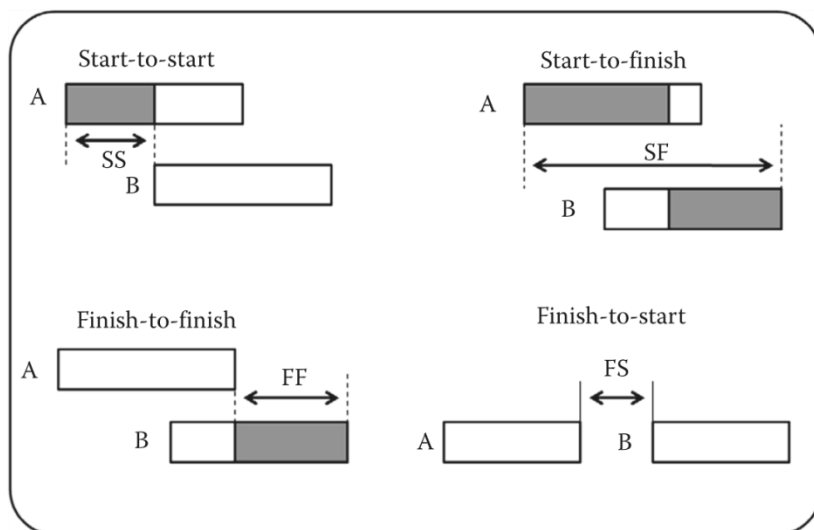 Start-to-start
A
SS
B
Start-to-finish
A
SF
B
Finish-to-finish
A
FF
B
Finish-to-start
FS
A
B